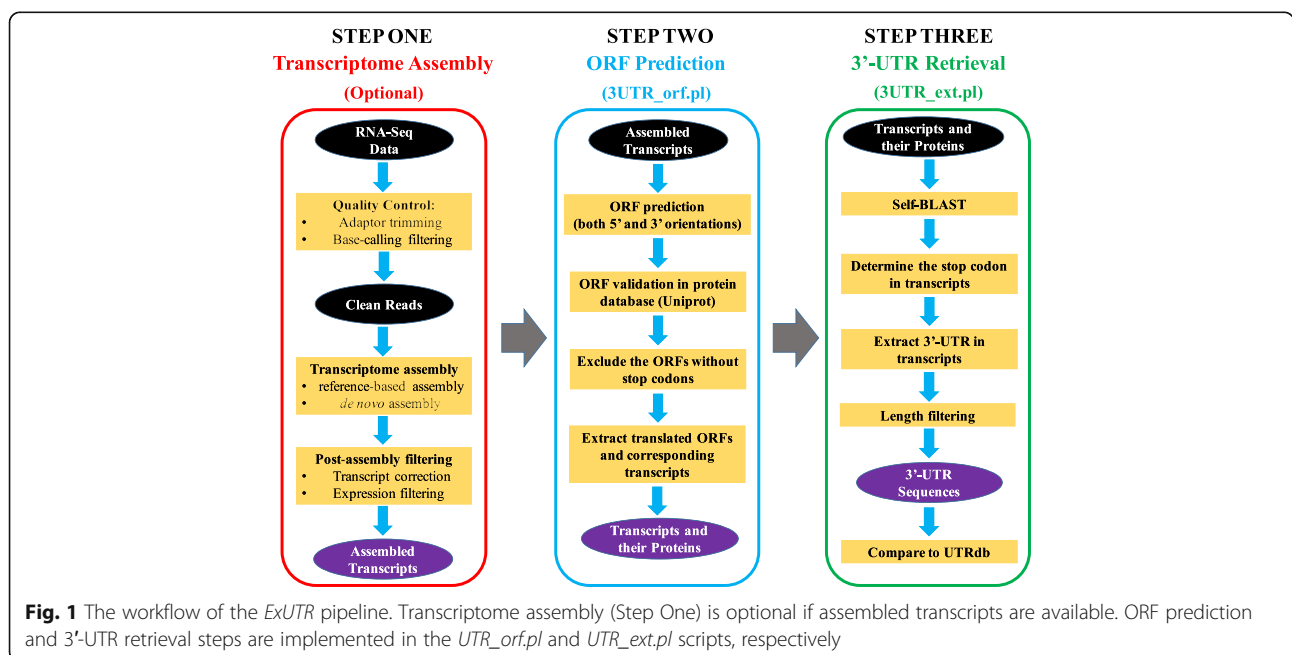 STEP ONE
Transcriptome Assembly
(Optional)
RNA-Seq
Data
Quality Control:
• Adaptor trimming
• Base-calling filtering
Clean Reads
Transcriptome assembly
• reference-based assembly
• de novo assembly
Post-assembly filtering
• Transcript correction
• Expression filtering
Assembled
Transcripts
STEP TWO
ORF Prediction
(3UTR_orf.pl)
Assembled
Transcripts
ORF prediction
(both 5’ and 3’ orientations)
ORF validation in protein
database (Uniprot)
Exclude the ORFs without
stop codons
Extract translated ORFs
and corresponding
transcripts
Transcripts and
their Proteins
STEP THREE
3’-UTR Retrieval
(3UTR_ext.pl)
Transcripts and
their Proteins
Self-BLAST
Determine the stop codon
in transcripts
Extract 3’-UTR in
transcripts
Length filtering
3’-UTR
Sequences
Compare to UTRdb
Fig. 1 The workflow of the ExUTR pipeline. Transcriptome assembly (Step One) is optional if assembled transcripts are available. ORF prediction
and 3′-UTR retrieval steps are implemented in the UTR_orf.pl and UTR_ext.pl scripts, respectively